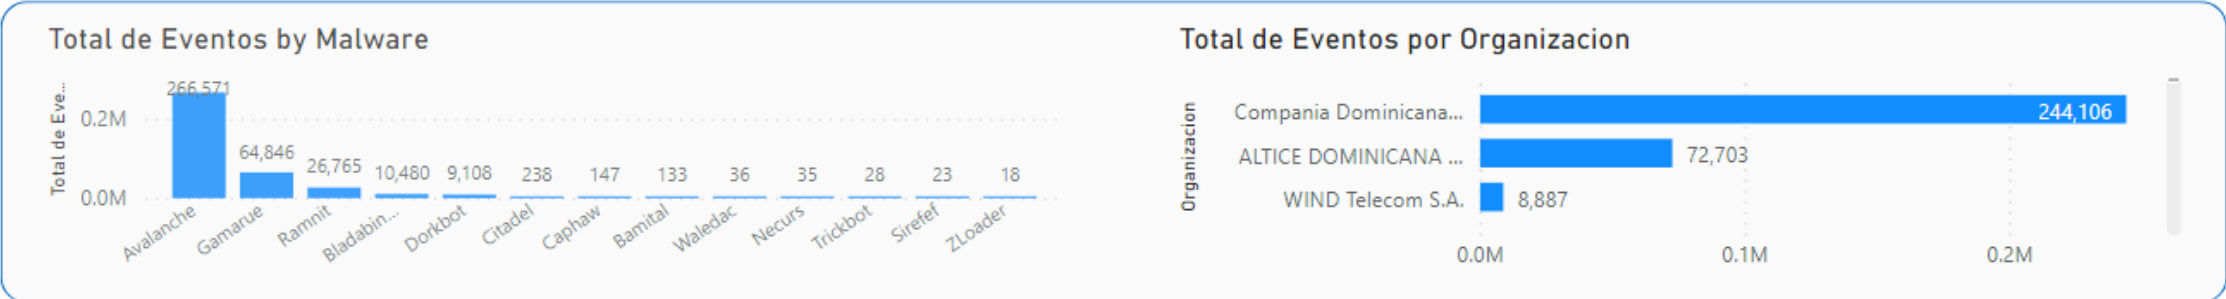 Total de Eventos by Malware
Total de Eve...
0.2M
0.0M
266,571
64,846
26,765
10,480
9,108
238
147
133
36
35
28
23
18
Avalanche
Gamarue
Ramnit
Bladabin...
Dorkbot
Citadel
Caphaw
Bamital
Waledac
Necurs
Trickbot
Sirefef
ZLoader
Total de Eventos por Organizacion
Organizacion
Compania Dominicana... 244,106
ALTICE DOMINICANA ... 72,703
WIND Telecom S.A. 8,887
0.0M 0.1M 0.2M